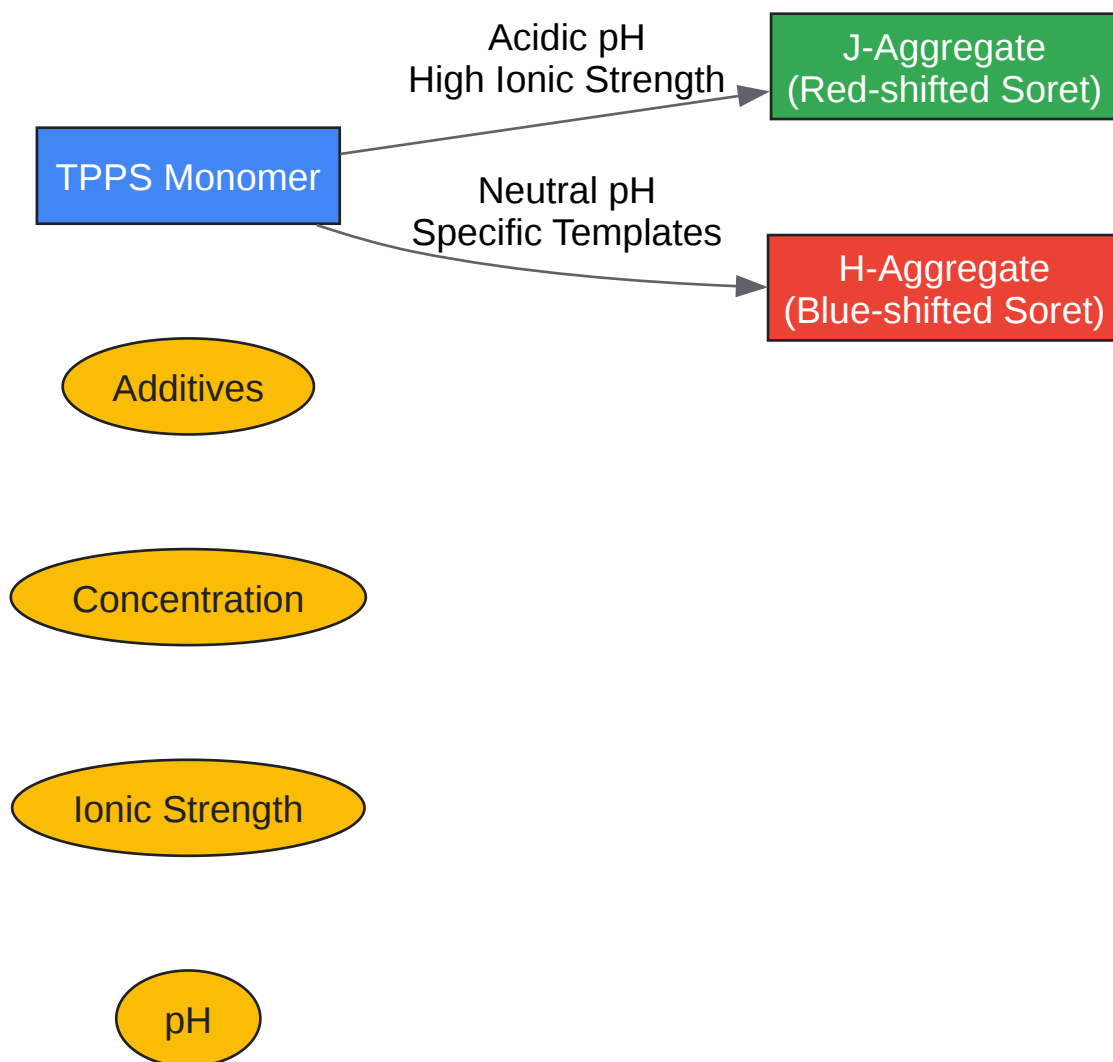 Acidic pH
High Ionic Strength
J-Aggregate
(Red-shifted Soret)
TPPS Monomer
Neutral pH
Specific Templates
H-Aggregate
(Blue-shifted Soret)
Additives
Concentration
Ionic Strength
pH